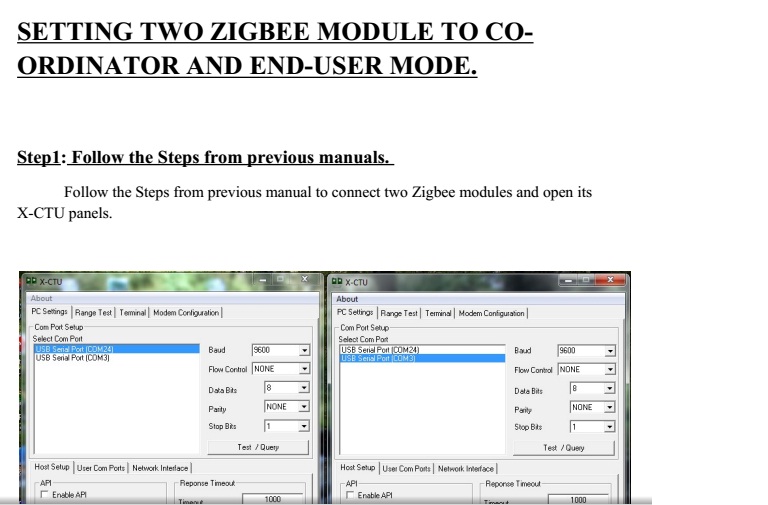 SETTING TWO ZIGBEE MODULE TO CO-
ORDINATOR AND END-USER MODE.
Step1: Follow the Steps from previous manuals.
Follow the Steps from previous manual to connect two Zigbee modules and open its
X-CTU panels.
X-CTU
About
PC Settings Range Test Terminal Modem Configuration
Com Port Setup
Select Com Port
USB Serial Port (COM24)
USB Serial Port (COM3)
Baud 9600
Flow Control NONE
Data Bits 8
Parity NONE
Stop Bits 1
Test / Query
Host Setup User Com Ports Network Interface
API
Enable API
Reponse Timeout
Timeout 1000
X-CTU
About
PC Settings Range Test Terminal Modem Configuration
Com Port Setup
Select Com Port
USB Serial Port (COM24)
USB Serial Port (COM3)
Baud 9600
Flow Control NONE
Data Bits 8
Parity NONE
Stop Bits 1
Test / Query
Host Setup User Com Ports Network Interface
API
Enable API
Reponse Timeout
Timeout 1000